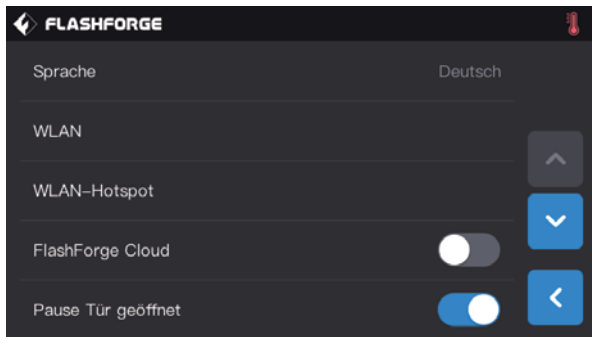 FLASHFORGE
Sprache Deutsch
WLAN
WLAN-Hotspot
FlashForge Cloud
Pause Tür geöffnet